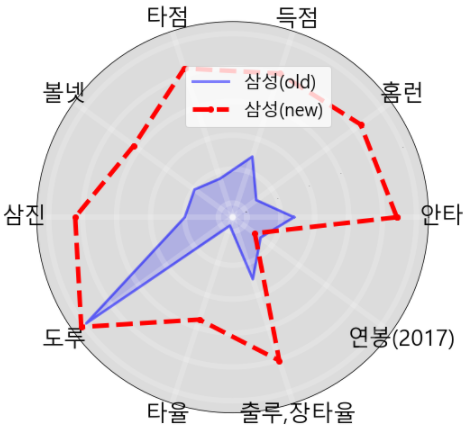 타점
득점
볼넷
삼성(old)
삼성(new)
홈런
삼진
안타
도루
연봉(2017)
타율
출루,장타율